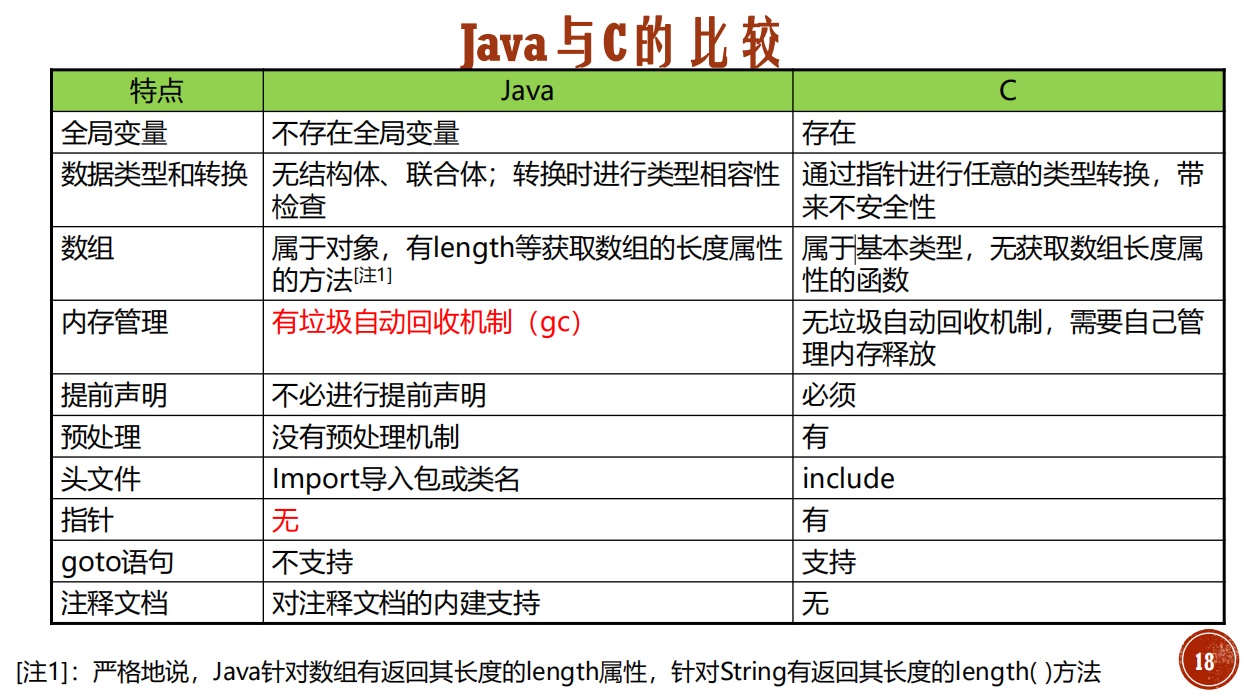 Java与C的比较
特点 Java C
全局变量 不存在全局变量 存在
数据类型和转换 无结构体、联合体；转换时进行类型相容性 通过指针进行任意的类型转换，带
检查 来不安全性
数组 属于对象，有length等获取数组的长度属性 属于基本类型，无获取数组长度属
的方法[注1] 性的函数
内存管理 有垃圾自动回收机制（gc） 无垃圾自动回收机制，需要自己管
理内存释放
提前声明 不必进行提前声明 必须
预处理 没有预处理机制 有
头文件 Import导入包或类名 include
指针 无 有
goto语句 不支持 支持
注释文档 对注释文档的内建支持 无
[注1]：严格地说，Java针对数组有返回其长度的length属性，针对String有返回其长度的length( )方法
18